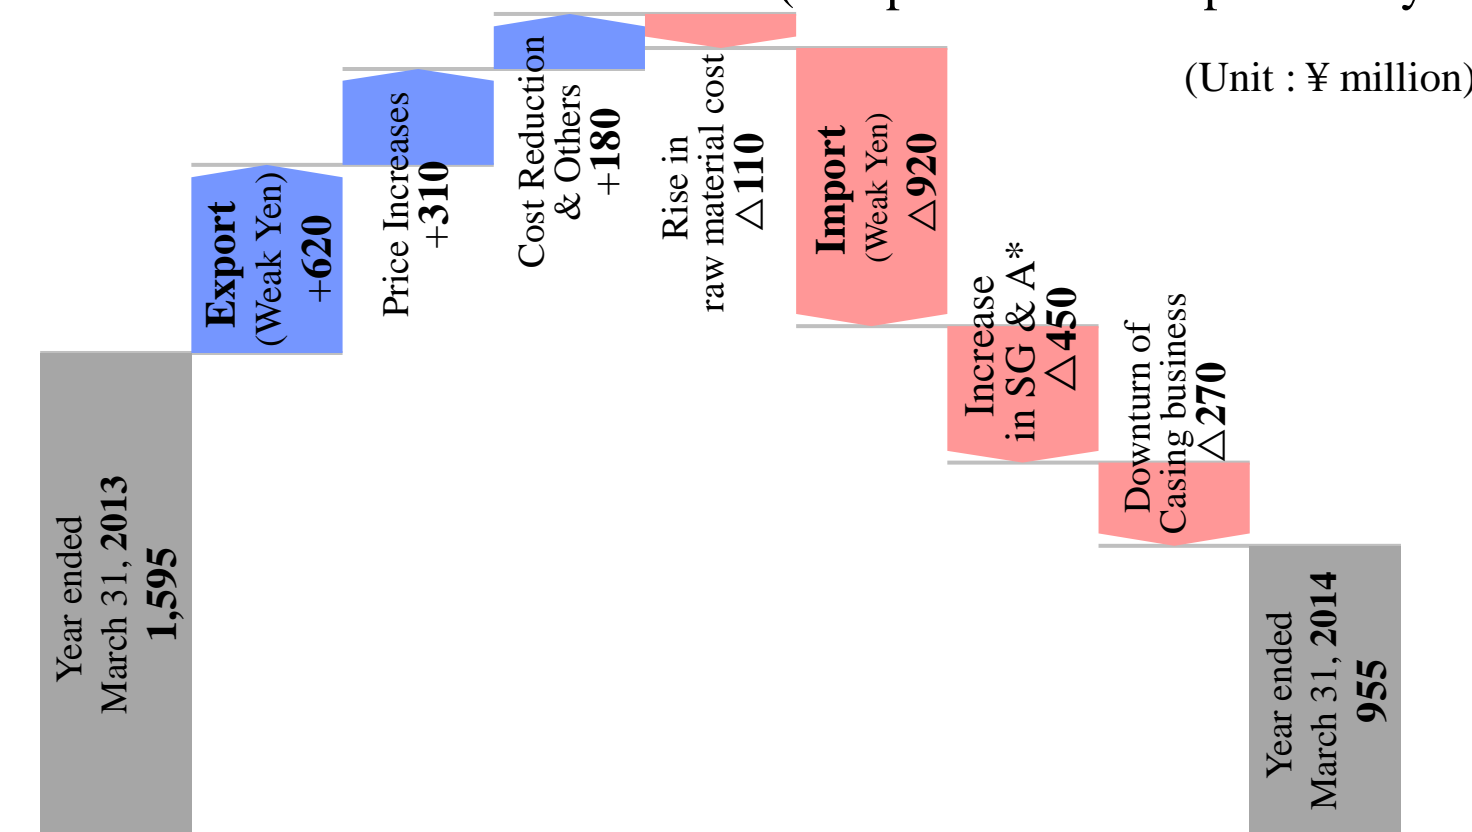 (Unit : ¥ million)
Year ended
March 31, 2013
1,595
Export
(Weak Yen)
+620
Price Increases
+310
Cost Reduction
& Others
+180
Rise in
raw material cost
△110
Import
(Weak Yen)
△920
Increase
in SG & A*
△450
Downturn of
Casing business
△270
Year ended
March 31, 2014
955